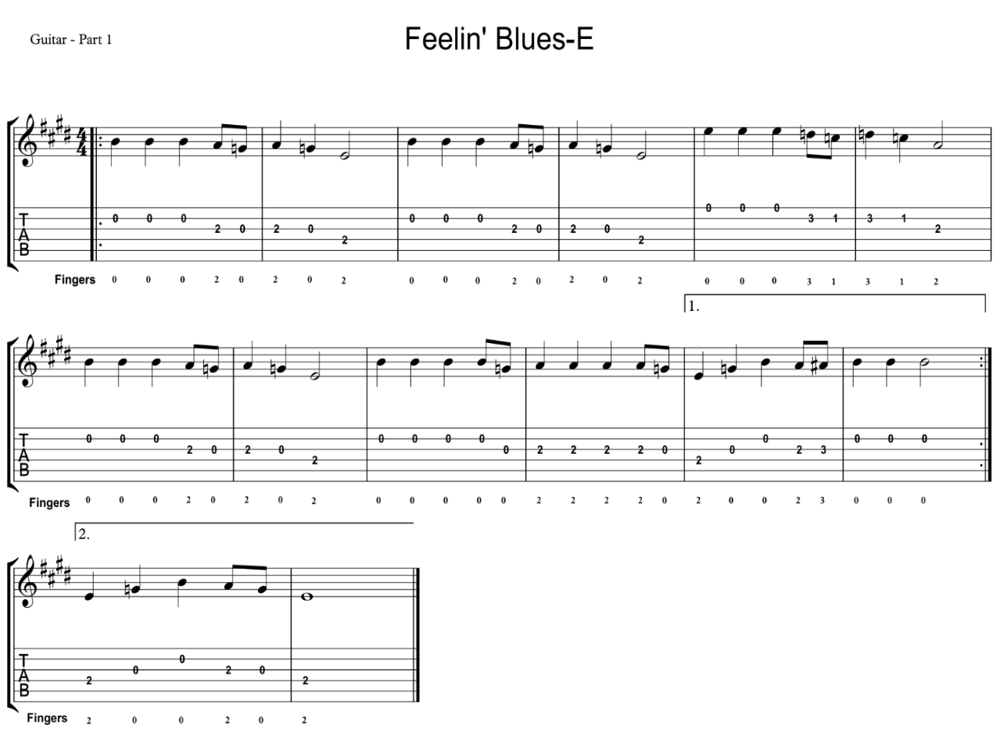 Guitar - Part 1
Feelin' Blues-E
4
4
0 0 0 2 0 2 0 2 0 0 0 2 0 2 0 2 0 0 0 3 1 3 1 2
TAB
Fingers 0 0 0 2 0 2 0 2 0 0 0 2 0 2 0 2 0 0 0 3 1 3 1 2
1.
0 0 0 2 0 2 0 2 0 0 0 0 0 2 2 2 2 0 2 0 0 2 3 0 0 0
TAB
Fingers 0 0 0 2 0 2 0 2 0 0 0 0 0 2 2 2 2 0 2 0 0 2 3 0 0 0
2.
2 0 0 2 0 2
TAB
Fingers 2 0 0 2 0 2